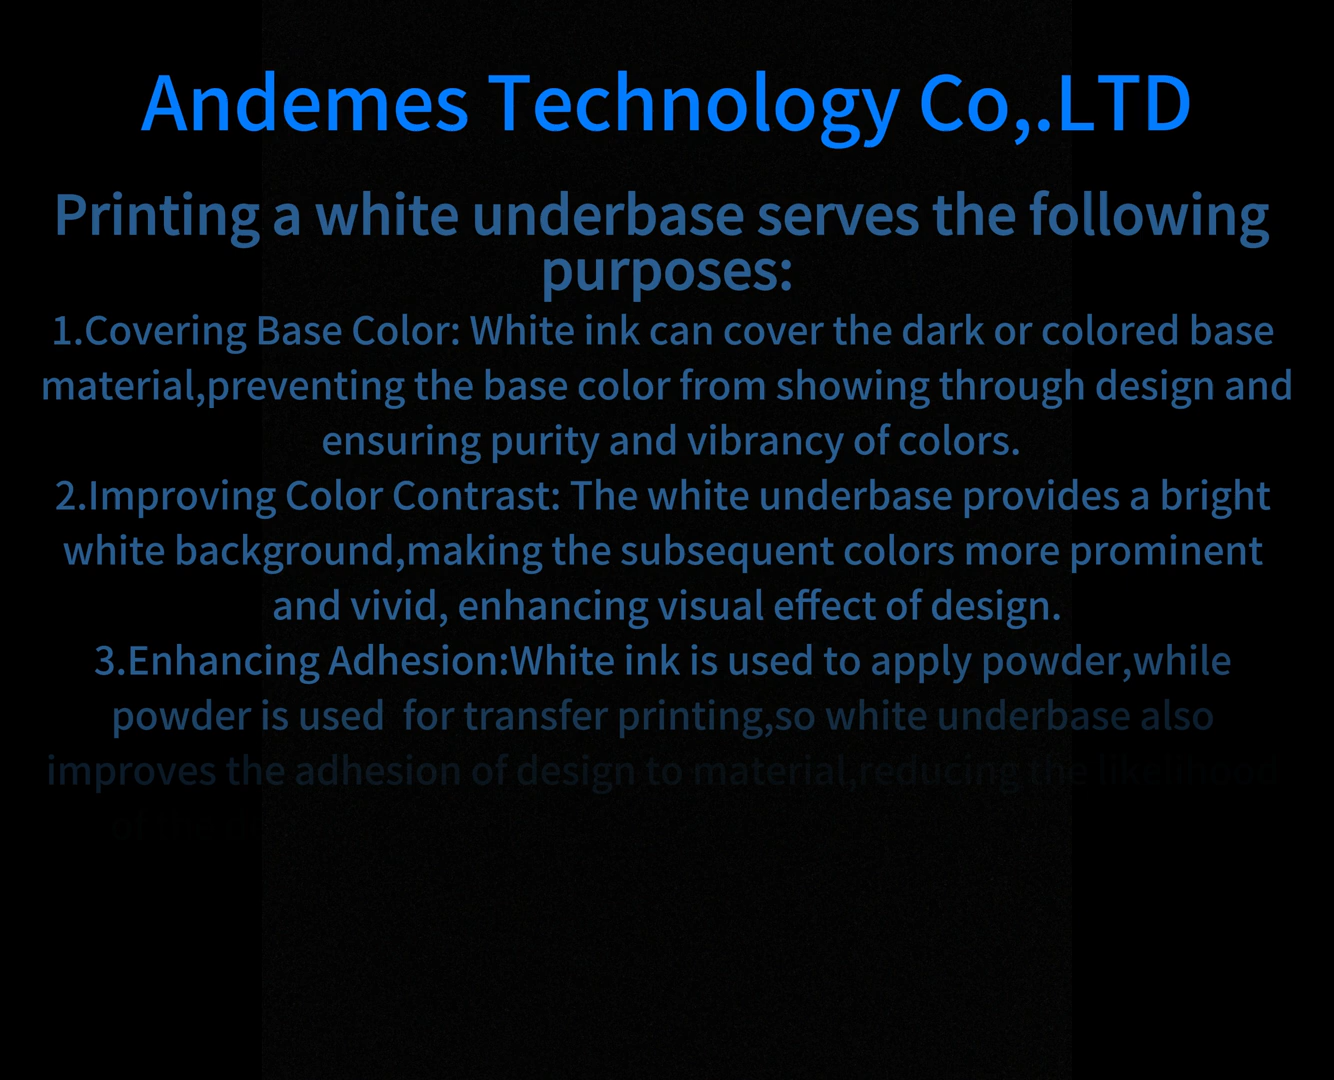 Andemes Technology Co,.LTD
Printing a white underbase serves the following
purposes:
1.Covering Base Color: White ink can cover the dark or colored base
material,preventing the base color from showing through design and
ensuring purity and vibrancy of colors.
2.Improving Color Contrast: The white underbase provides a bright
white background,making the subsequent colors more prominent
and vivid, enhancing visual effect of design.
3.Enhancing Adhesion:White ink is used to apply powder,while
powder is used  for transfer printing,so white underbase also
improves the adhesion of design to material,reducing the likelihood
of